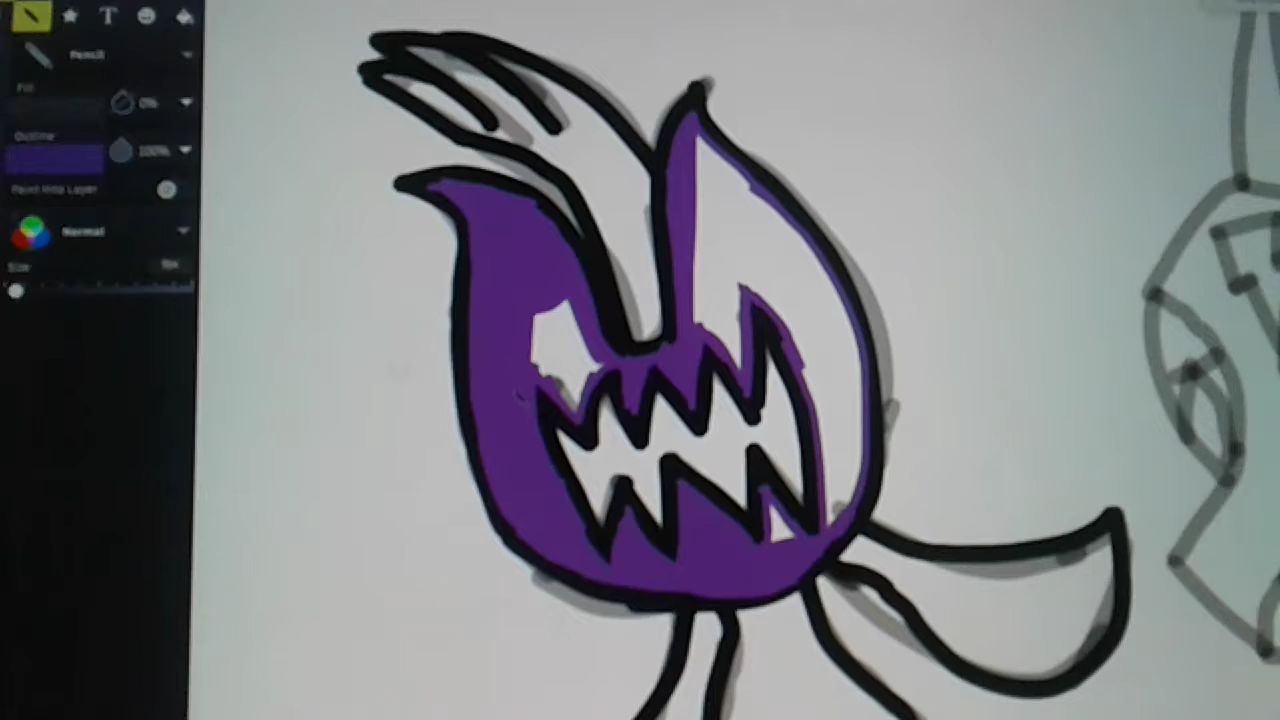 T
Pencil
Fill
0%
Outline
100%
Paint Into Layer
Normal
Size